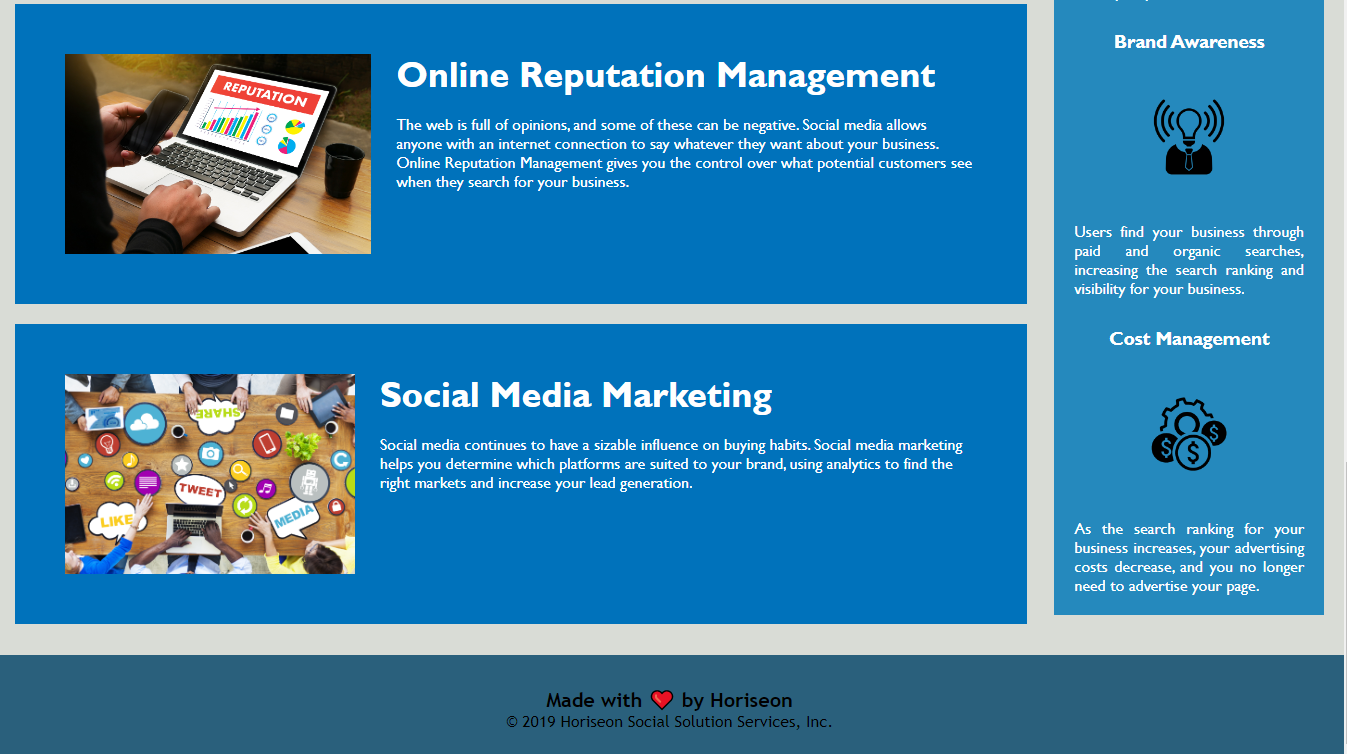 REPUTATION
Online Reputation Management
The web is full of opinions, and some of these can be negative. Social media allows
anyone with an internet connection to say whatever they want about your business.
Online Reputation Management gives you the control over what potential customers see
when they search for your business.
SHARE
TWEET
LIKE
MEDIA
Social Media Marketing
Social media continues to have a sizable influence on buying habits. Social media marketing
helps you determine which platforms are suited to your brand, using analytics to find the
right markets and increase your lead generation.
Brand Awareness
Users find your business through
paid and organic searches,
increasing the search ranking and
visibility for your business.
Cost Management
$ $ $
As the search ranking for your
business increases, your advertising
costs decrease, and you no longer
need to advertise your page.
Made with ❤ by Horiseon
© 2019 Horiseon Social Solution Services, Inc.